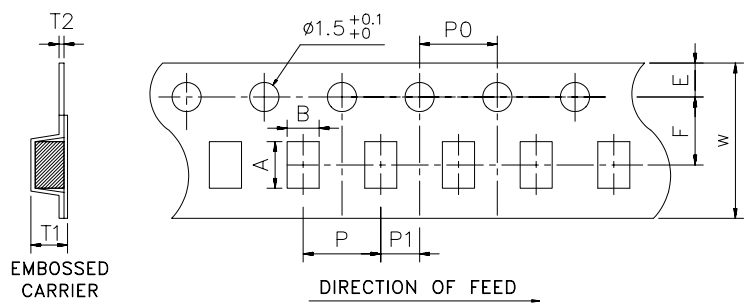 T2
ø1.5 +0.1 +0
P0
E
F
W
B
A
T1
P
P1
EMBOSSED
CARRIER
DIRECTION OF FEED